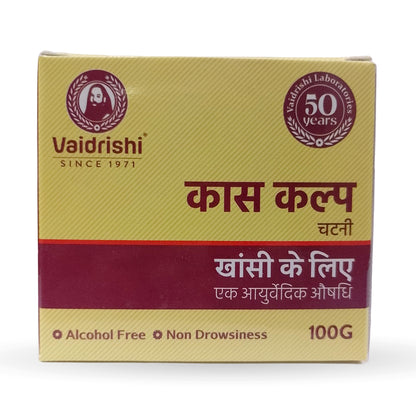 Vaidrishi®
SINCE 1971
Vaidrishi Laboratories
50
years
कास कल्प
चटनी
खांसी के लिए
एक आयुर्वेदिक औषधि
Alcohol Free Non Drowsiness 100G